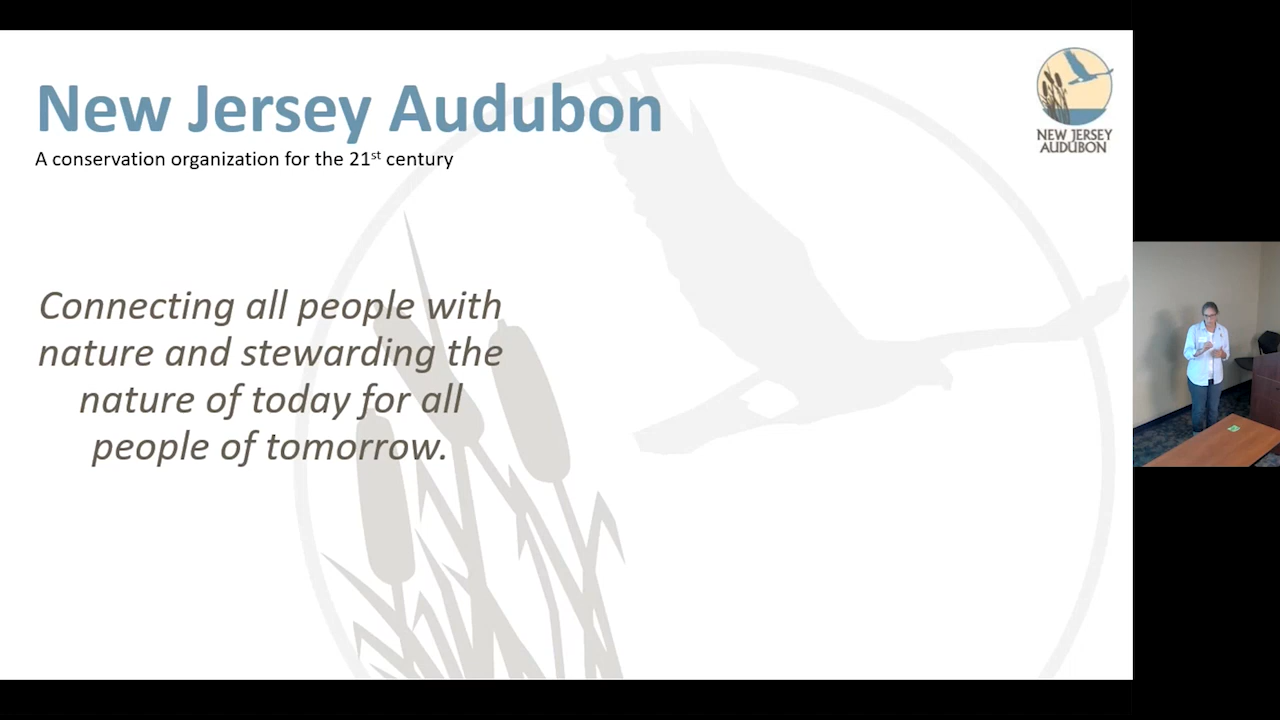 New Jersey Audubon
A conservation organization for the 21st century
Connecting all people with
nature and stewarding the
nature of today for all
people of tomorrow.
NEW JERSEY
AUDUBON